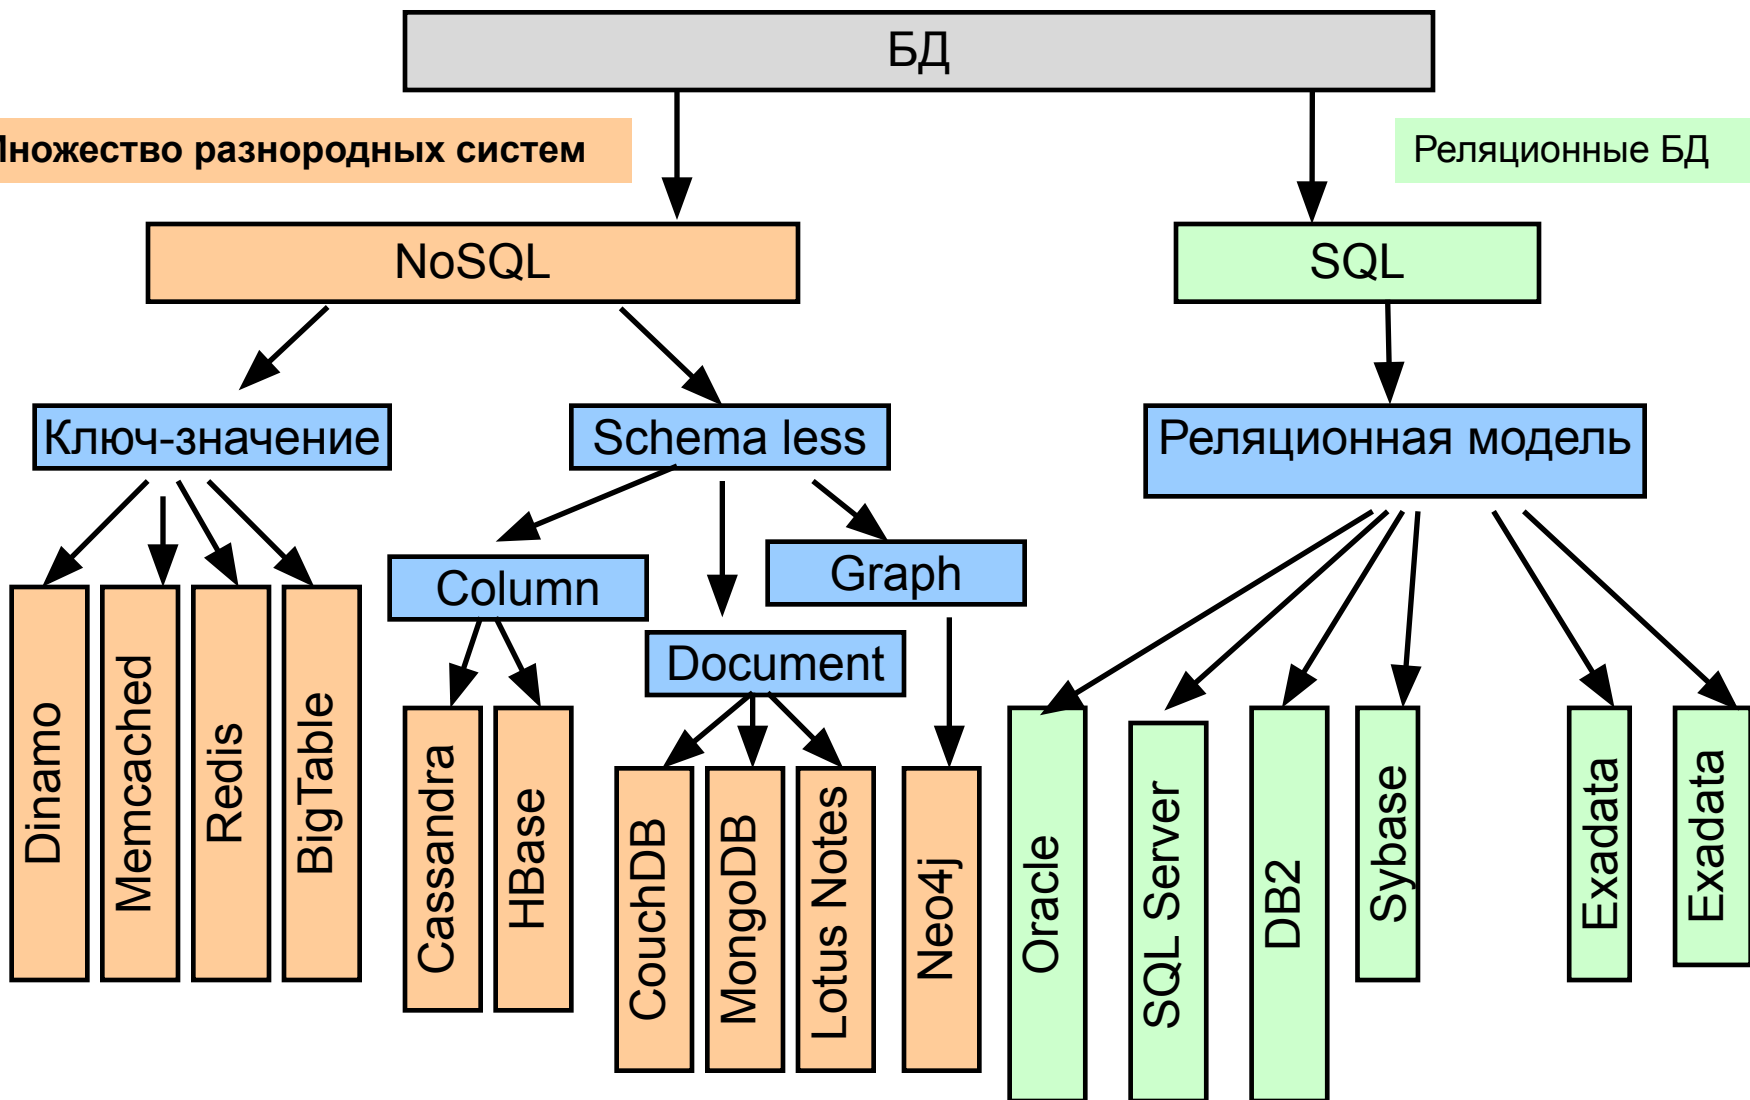 БД
Множество разнородных систем
Реляционные БД
NoSQL
SQL
Ключ-значение
Schema less
Реляционная модель
Column
Graph
Document
Dinamo
Memcached
Redis
BigTable
Cassandra
HBase
CouchDB
MongoDB
Lotus Notes
Neo4j
Oracle
SQL Server
DB2
Sybase
Exadata
Exadata